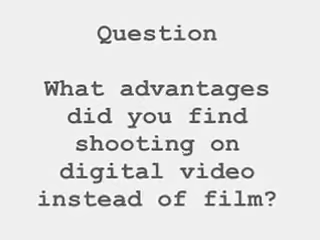 Question
What advantages
did you find
shooting on
digital video
instead of film?